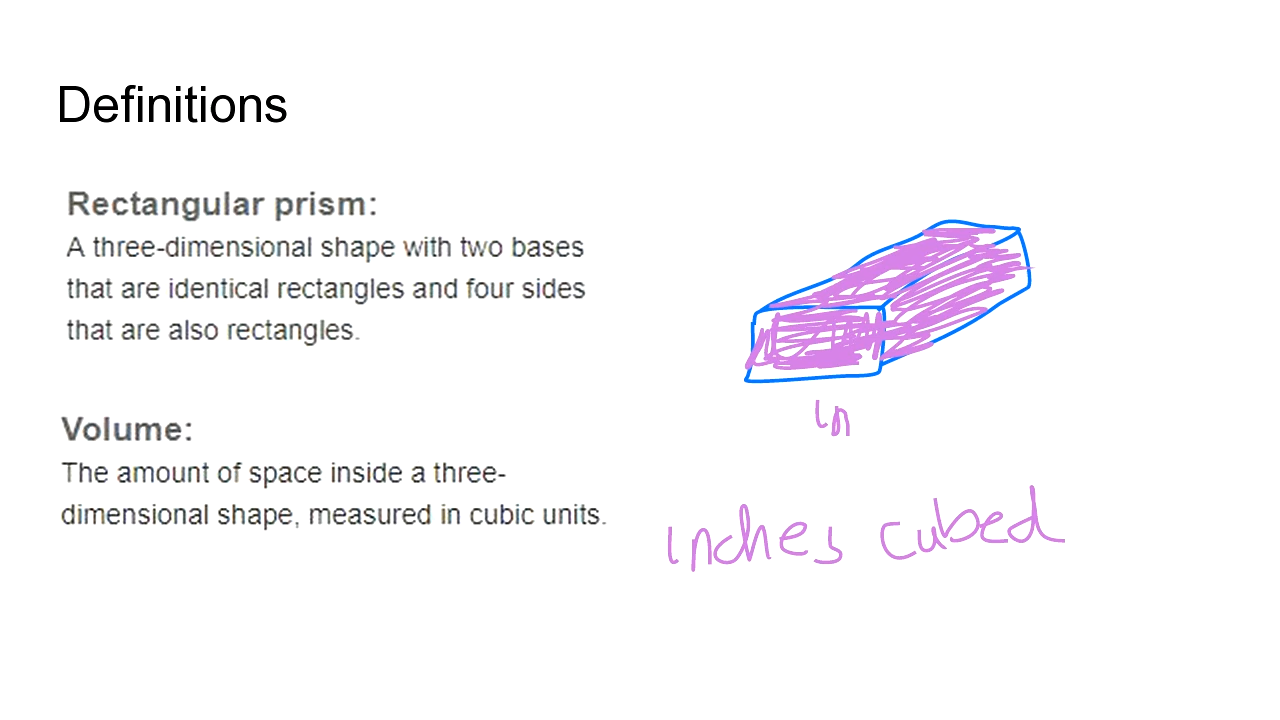 Definitions
Rectangular prism:
A three-dimensional shape with two bases
that are identical rectangles and four sides
that are also rectangles.
Volume:
The amount of space inside a three-
dimensional shape, measured in cubic units.
in
inches cubed